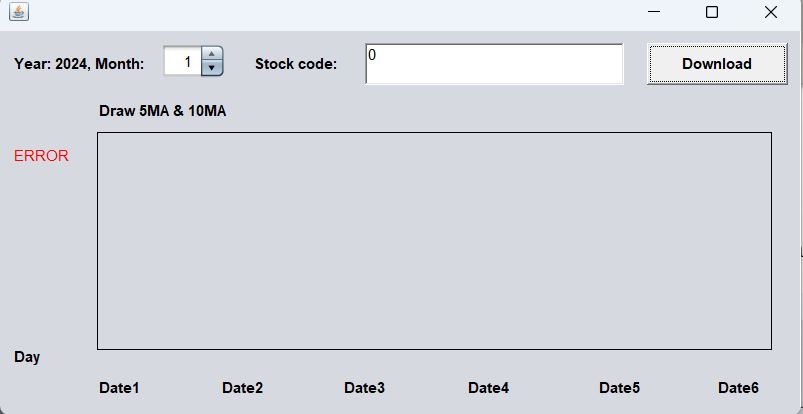 Year: 2024, Month: 1 Stock code: 0 Download
Draw 5MA & 10MA
ERROR
Day
Date1 Date2 Date3 Date4 Date5 Date6